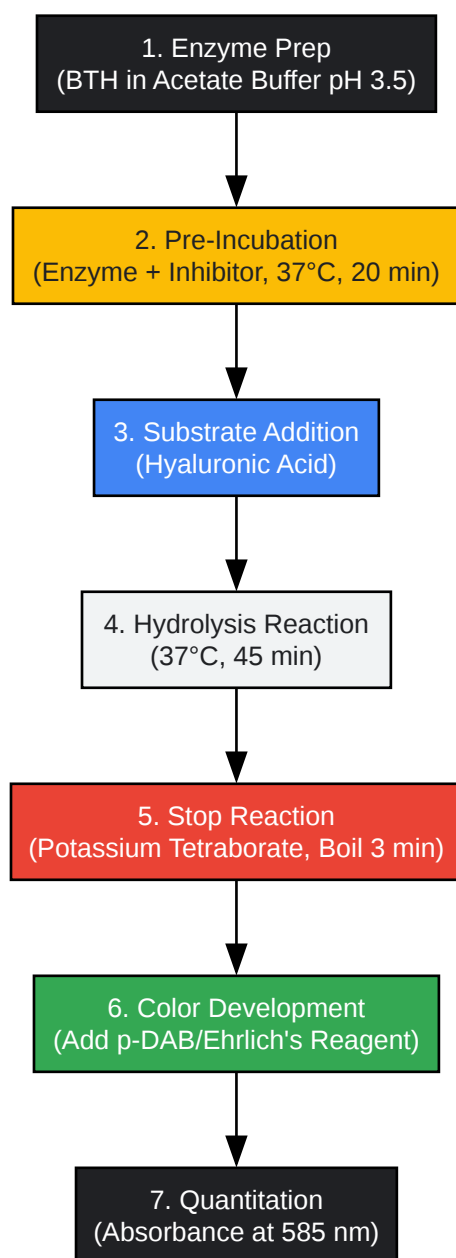 1. Enzyme Prep
(BTH in Acetate Buffer pH 3.5)
2. Pre-Incubation
(Enzyme + Inhibitor, 37°C, 20 min)
3. Substrate Addition
(Hyaluronic Acid)
4. Hydrolysis Reaction
(37°C, 45 min)
5. Stop Reaction
(Potassium Tetraborate, Boil 3 min)
6. Color Development
(Add p-DAB/Ehrlich's Reagent)
7. Quantitation
(Absorbance at 585 nm)